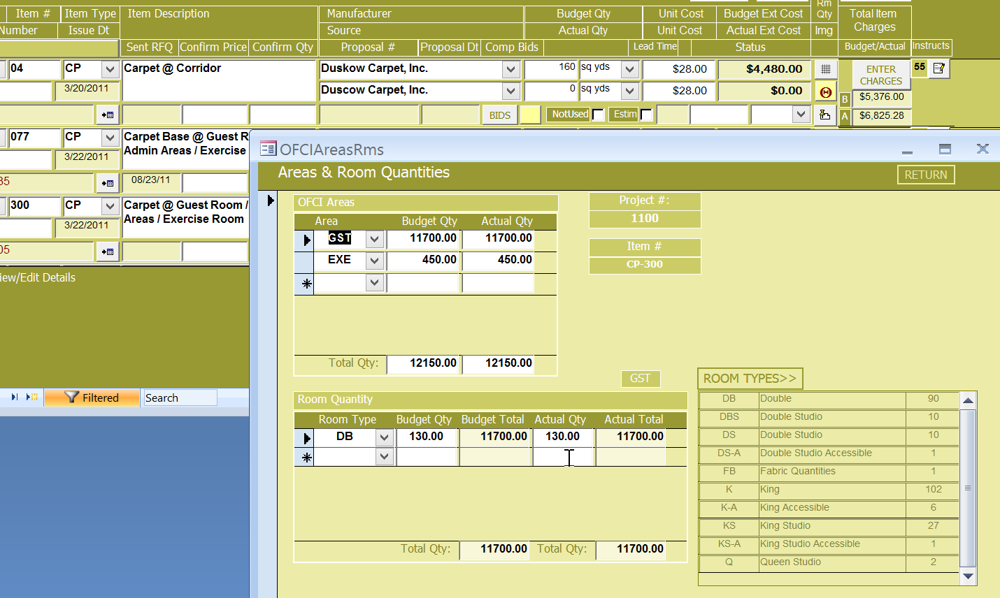 Rm
Item # Item Type Item Description Manufacturer Budget Qty Unit Cost Budget Ext Cost Qty Total Item Charges
Number Issue Dt Source Actual Qty Unit Cost Actual Ext Cost Img
Sent RFQ Confirm Price Confirm Qty Proposal # Proposal Dt Comp Bids Lead Time Status Budget/Actual Instructs
04 CP Carpet @ Corridor Duskow Carpet, Inc. 160 sq yds $28.00 $4,480.00 ENTER CHARGES 55
3/20/2011 Duscow Carpet, Inc. 0 sq yds $28.00 $0.00 B $5,376.00
BIDS NotUsed Estim A $6,825.28
077 CP Carpet Base @ Guest R
3/22/2011 Admin Areas / Exercise
35 08/23/11
300 CP Carpet @ Guest Room /
3/22/2011 Areas / Exercise Room
05
iew/Edit Details
Filtered Search
OFCIAreasRms
Areas & Room Quantities RETURN
OFCI Areas
Area Budget Qty Actual Qty
GST 11700.00 11700.00
EXE 450.00 450.00
Total Qty: 12150.00 12150.00
Project #:
1100
Item #
CP-300
GST
Room Quantity
Room Type Budget Qty Budget Total Actual Qty Actual Total
DB 130.00 11700.00 130.00 11700.00
Total Qty: 11700.00 Total Qty: 11700.00
ROOM TYPES>>
DB Double 90
DBS Double Studio 10
DS Double Studio 10
DS-A Double Studio Accessible 1
FB Fabric Quantities 1
K King 102
K-A King Accessible 6
KS King Studio 27
KS-A King Studio Accessible 1
Q Queen Studio 2